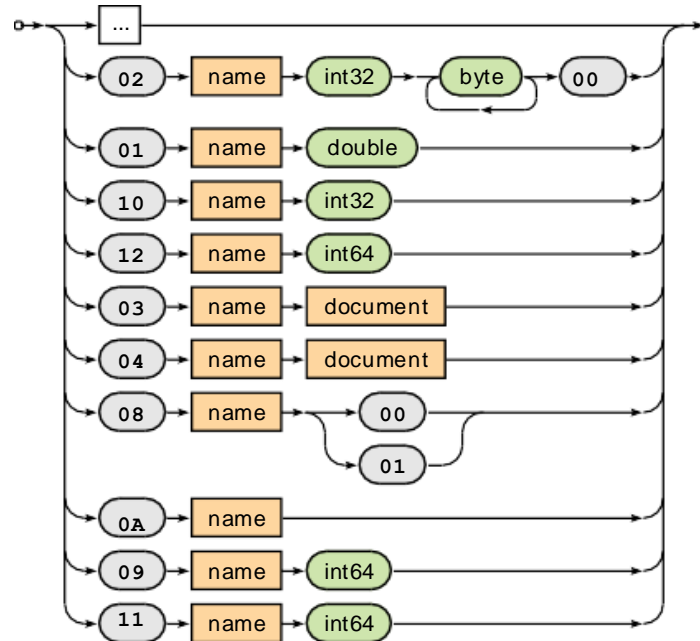 ...
02 name int32 byte 00
01 name double
10 name int32
12 name int64
03 name document
04 name document
08 name 00
01
0A name
09 name int64
11 name int64